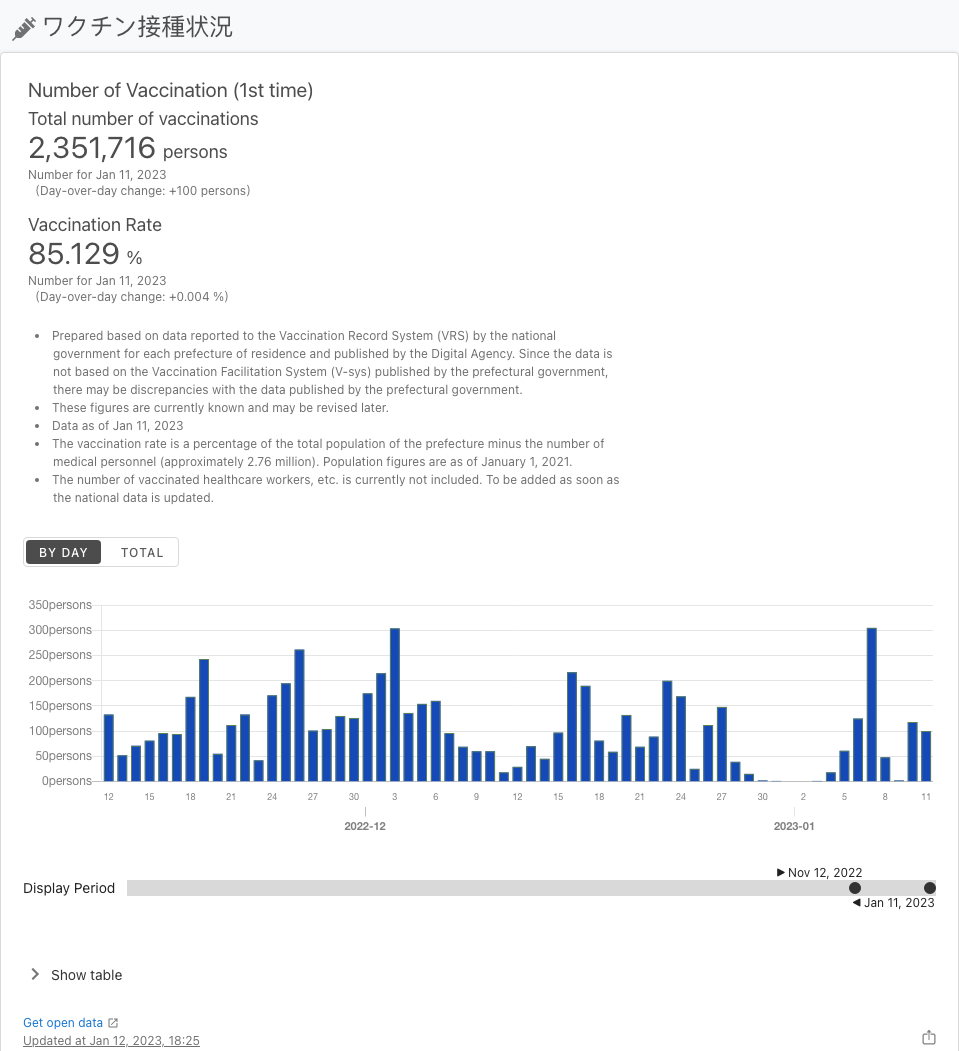 ワクチン接種状況
Number of Vaccination (1st time)
Total number of vaccinations
2,351,716 persons
Number for Jan 11, 2023
(Day-over-day change: +100 persons)
Vaccination Rate
85.129 %
Number for Jan 11, 2023
(Day-over-day change: +0.004 %)
• Prepared based on data reported to the Vaccination Record System (VRS) by the national
government for each prefecture of residence and published by the Digital Agency. Since the data is
not based on the Vaccination Facilitation System (V-sys) published by the prefectural government,
there may be discrepancies with the data published by the prefectural government.
• These figures are currently known and may be revised later.
• Data as of Jan 11, 2023
• The vaccination rate is a percentage of the total population of the prefecture minus the number of
medical personnel (approximately 2.76 million). Population figures are as of January 1, 2021.
• The number of vaccinated healthcare workers, etc. is currently not included. To be added as soon as
the national data is updated.
BY DAY TOTAL
350persons
300persons
250persons
200persons
150persons
100persons
50persons
0persons
12 15 18 21 24 27 30 3 6 9 12 15 18 21 24 27 30 2 5 8 11
2022-12 2023-01
▶ Nov 12, 2022
Display Period
◀ Jan 11, 2023
Show table
Get open data
Updated at Jan 12, 2023, 18:25